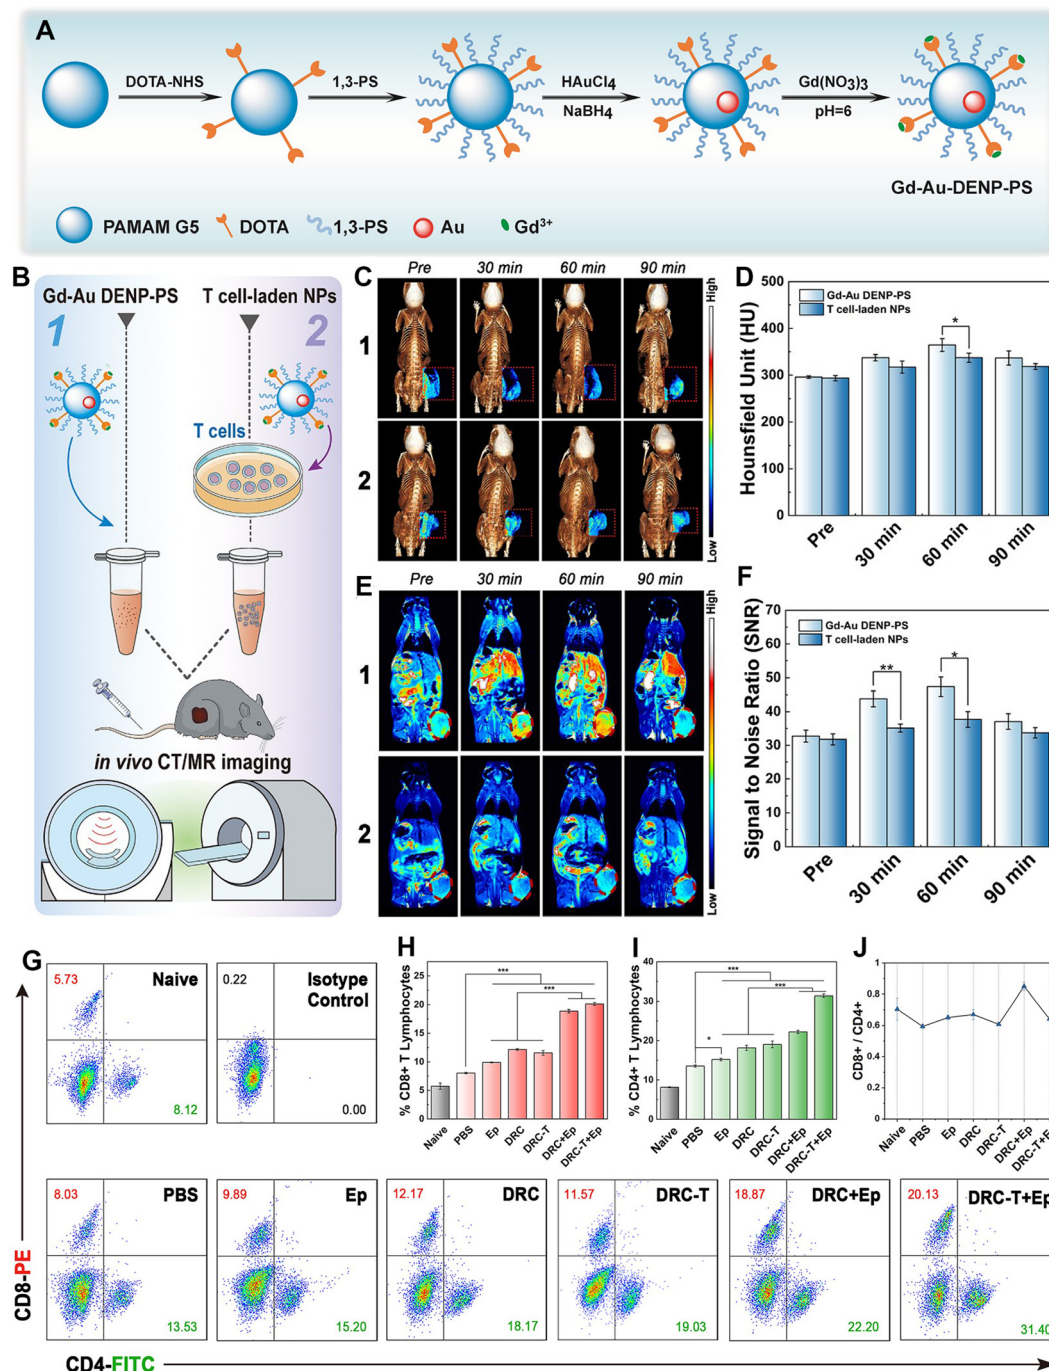 A
DOTA-NHS
1,3-PS
HAuCl4
NaBH4
Gd(NO3)3
pH=6
Gd-Au-DENP-PS
PAMAM G5
DOTA
1,3-PS
Au
Gd3+
B
Gd-Au DENP-PS
T cell-laden NPs
1
2
T cells
in vivo CT/MR imaging
C
Pre
30 min
60 min
90 min
1
2
High
Low
D
Hounsfield Unit (HU)
500
400
300
200
100
0
Gd-Au DENP-PS
T cell-laden NPs
*
Pre
30 min
60 min
90 min
E
Pre
30 min
60 min
90 min
1
2
High
Low
F
Signal to Noise Ratio (SNR)
70
60
50
40
30
20
10
0
Gd-Au DENP-PS
T cell-laden NPs
**
*
Pre
30 min
60 min
90 min
G
5.73
Naive
8.12
0.22
Isotype
Control
0.00
H
% CD8+ T Lymphocytes
25
20
15
10
5
0
***
***
Naive
PBS
Ep
DRC
DRC-T
DRC+Ep
DRC-T+Ep
I
% CD4+ T Lymphocytes
40
30
20
10
0
***
***
*
Naive
PBS
Ep
DRC
DRC-T
DRC+Ep
DRC-T+Ep
J
CD8+ / CD4+
1
0.8
0.6
0.4
0.2
0
Naive
PBS
Ep
DRC
DRC-T
DRC+Ep
DRC-T+Ep
8.03
PBS
13.53
9.89
Ep
15.20
12.17
DRC
18.17
11.57
DRC-T
19.03
18.87
DRC+Ep
22.20
20.13
DRC-T+Ep
31.40
CD8-PE
CD4-FITC